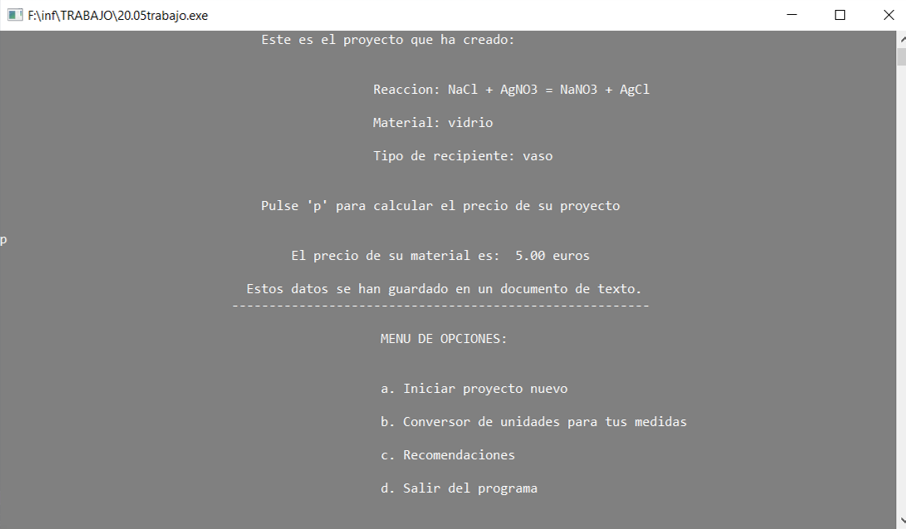 F:\inf\TRABAJO\20.05trabajo.exe
Este es el proyecto que ha creado:
Reaccion: NaCl + AgNO3 = NaNO3 + AgCl
Material: vidrio
Tipo de recipiente: vaso
Pulse 'p' para calcular el precio de su proyecto
p
El precio de su material es:  5.00 euros
Estos datos se han guardado en un documento de texto.
--------------------------------------------------------
MENU DE OPCIONES:
a. Iniciar proyecto nuevo
b. Conversor de unidades para tus medidas
c. Recomendaciones
d. Salir del programa